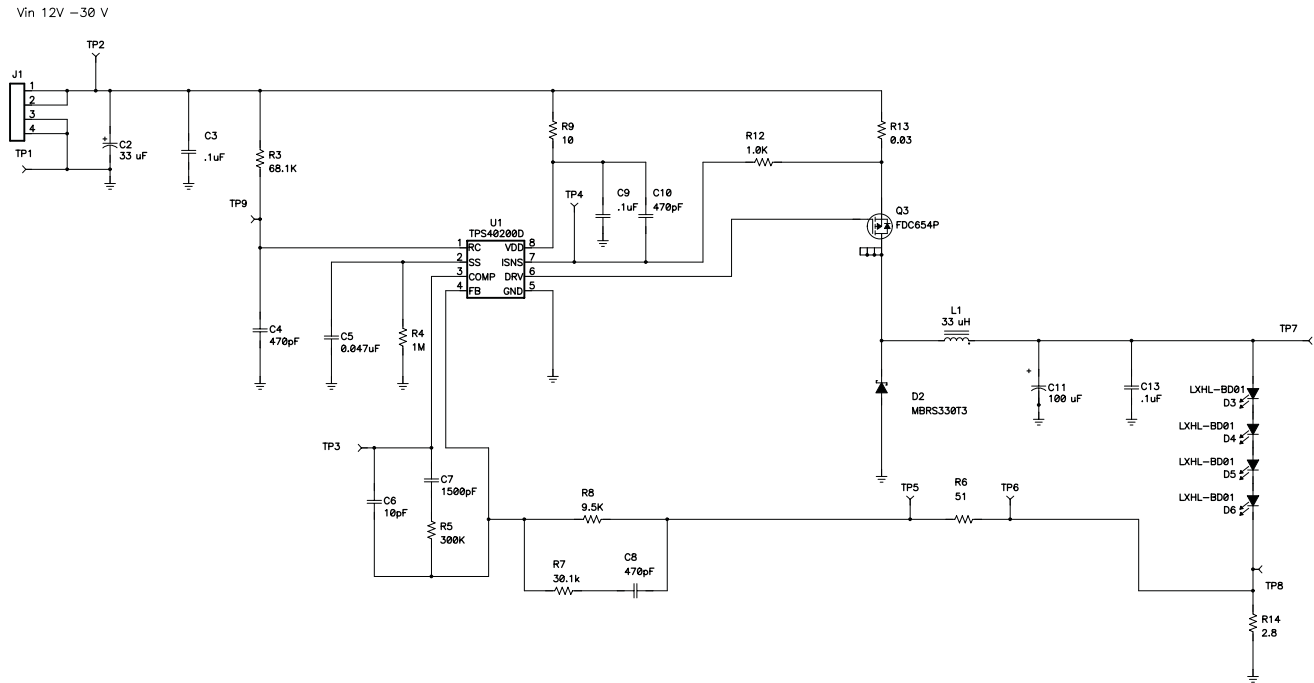 Vin 12V –30 V
TP2
J1
1
2
3
4
TP1
C2
33 uF
C3
.1uF
R3
68.1K
R9
10
R12
1.0K
R13
0.03
TP9
C9
.1uF
C10
470pF
TP4
Q3
FDC654P
U1
TPS40200D
1 RC VDD 8
2 SS ISNS 7
3 COMP DRV 6
4 FB GND 5
C4
470pF
C5
0.047uF
R4
1M
L1
33 uH
TP7
D2
MBRS330T3
C11
100 uF
C13
.1uF
LXHL-BD01
D3
LXHL-BD01
D4
LXHL-BD01
D5
LXHL-BD01
D6
TP3
C7
1500pF
C6
10pF
R5
300K
R8
9.5K
TP5
R6
51
TP6
R7
30.1k
C8
470pF
TP8
R14
2.8